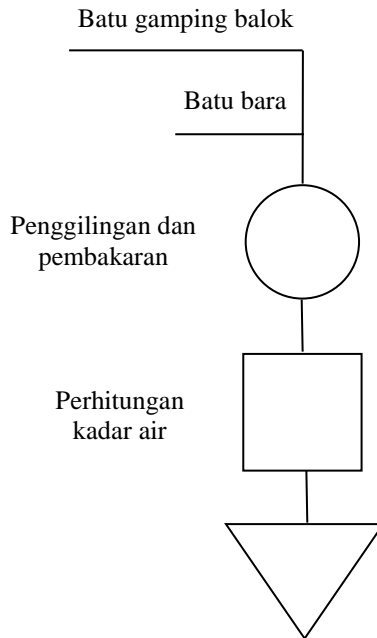 Batu gamping balok
Batu bara
Penggilingan dan
pembakaran
Perhitungan
kadar air